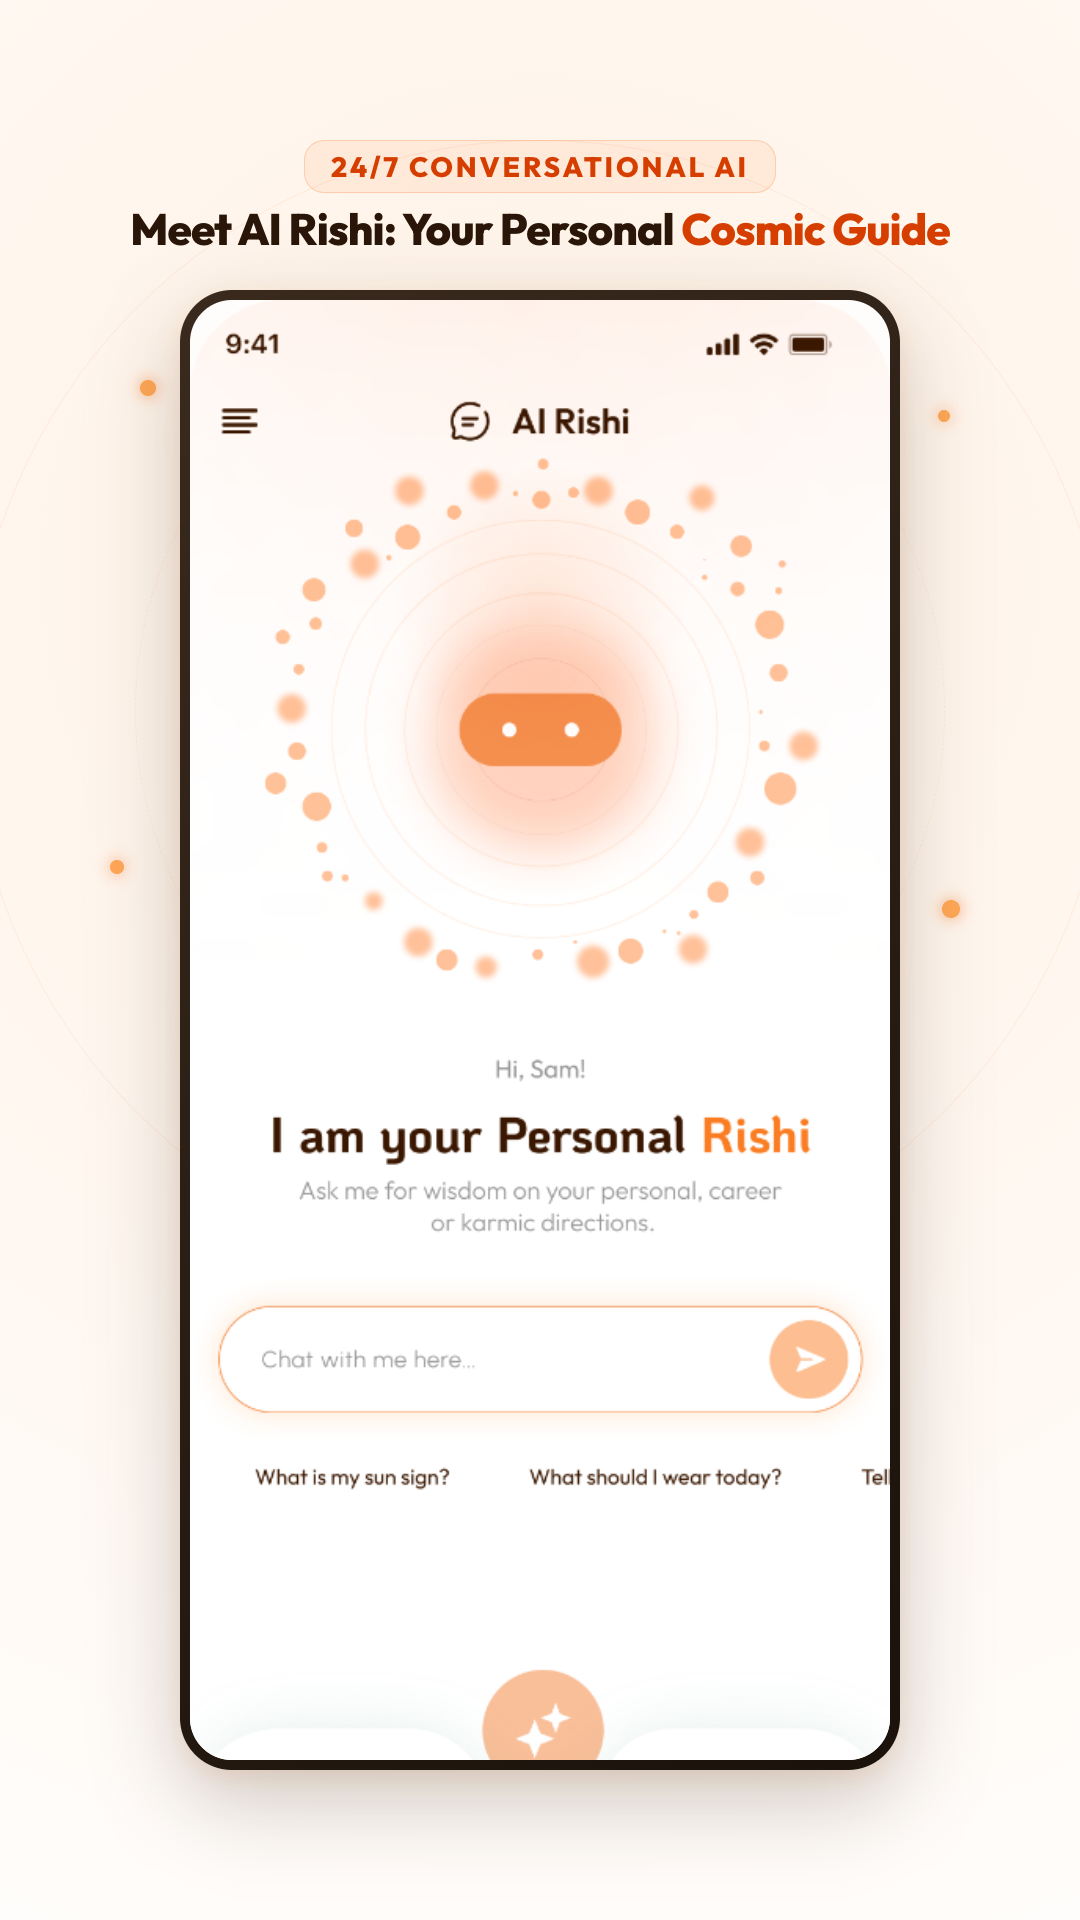 24/7 CONVERSATIONAL AI
Meet AI Rishi: Your Personal Cosmic Guide
9:41
AI Rishi
Hi, Sam!
I am your Personal Rishi
Ask me for wisdom on your personal, career
or karmic directions.
Chat with me here...
What is my sun sign? What should I wear today? Tell